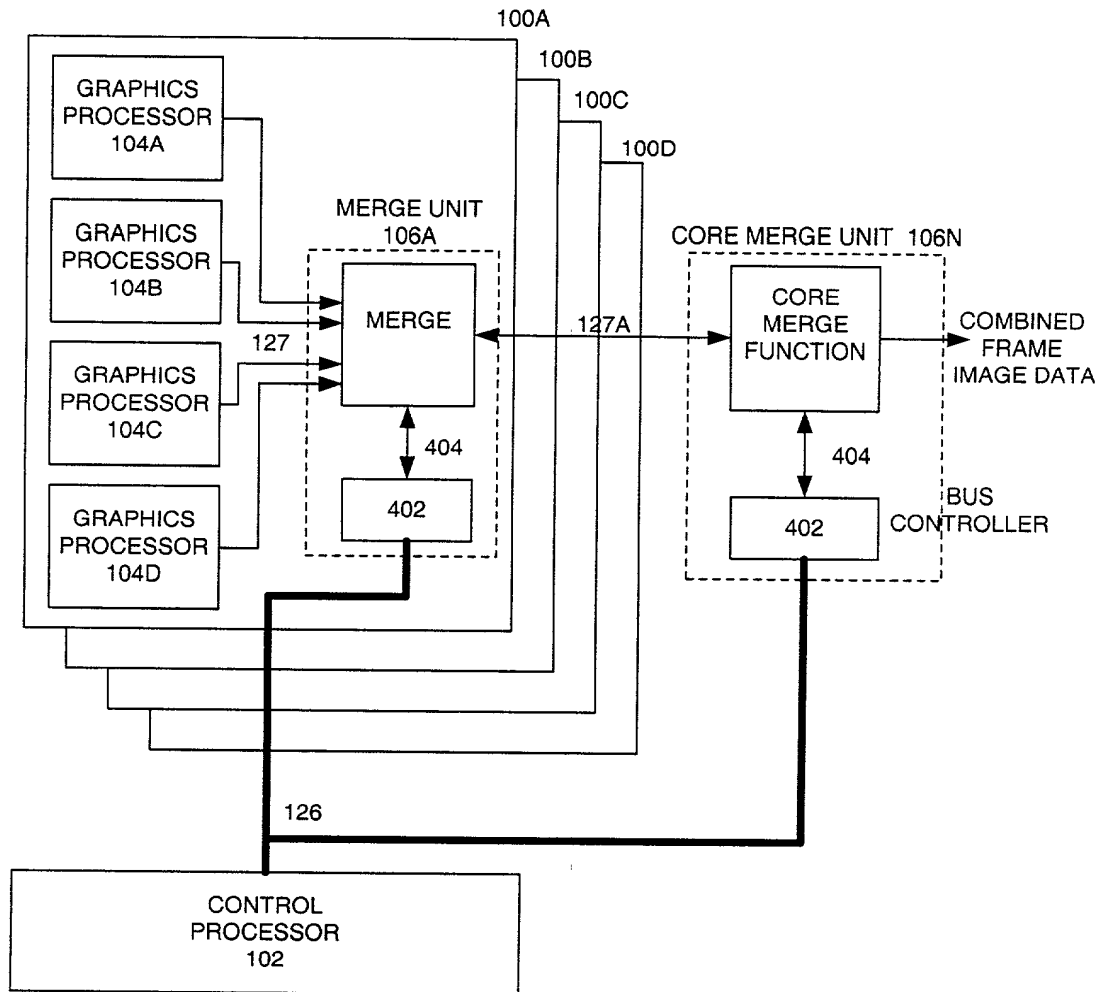 100A
100B
100C
100D
GRAPHICS
PROCESSOR
104A
GRAPHICS
PROCESSOR
104B
127
GRAPHICS
PROCESSOR
104C
GRAPHICS
PROCESSOR
104D
MERGE UNIT
106A
MERGE
404
402
127A
CORE MERGE UNIT 106N
CORE
MERGE
FUNCTION
404
402
COMBINED
FRAME
IMAGE DATA
BUS
CONTROLLER
126
CONTROL
PROCESSOR
102